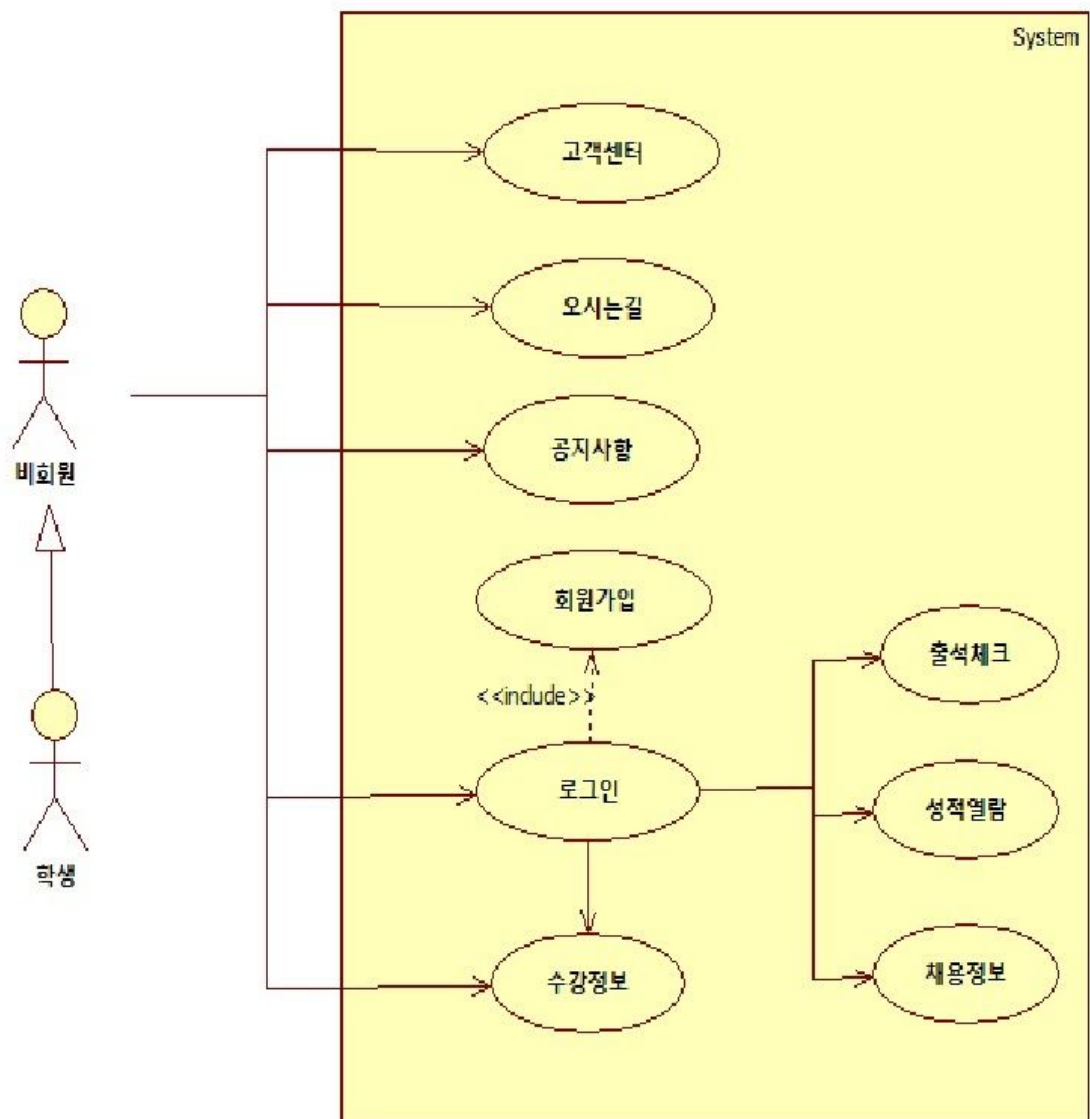 System
고객센터
오시는길
비회원
공지사항
회원가입
출석체크
<<include>>
로그인
성적열람
학생
수강정보
채용정보